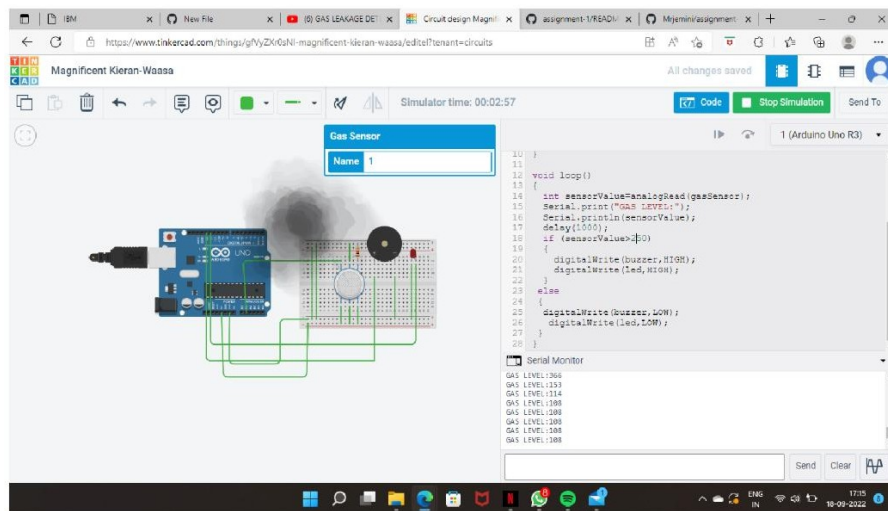 IBM
New File
(6) GAS LEAKAGE DET
Circuit design Magnifi
assignment-1/README
Mrjemini/assignment-
https://www.tinkercad.com/things/gfVyZXr0sNI-magnificent-kieran-waasa/editel?tenant=circuits
TIN
KER
CAD
Magnificent Kieran-Waasa
All changes saved
Simulator time: 00:02:57
Code
Stop Simulation
Send To
Gas Sensor
Name 1
1 (Arduino Uno R3)
10 }
11
12 void loop()
13 {
14 int sensorValue=analogRead(gasSensor);
15 Serial.print("GAS LEVEL:");
16 Serial.println(sensorValue);
17 delay(1000);
18 if (sensorValue>250)
19 {
20 digitalWrite(buzzer,HIGH);
21 digitalWrite(led,HIGH);
22 }
23 else
24 {
25 digitalWrite(buzzer,LOW);
26 digitalWrite(led,LOW);
27 }
28 }
UNO
Serial Monitor
GAS LEVEL:366
GAS LEVEL:153
GAS LEVEL:114
GAS LEVEL:108
GAS LEVEL:108
GAS LEVEL:108
GAS LEVEL:108
GAS LEVEL:108
Send
Clear
ENG
IN
17:15
18-09-2022